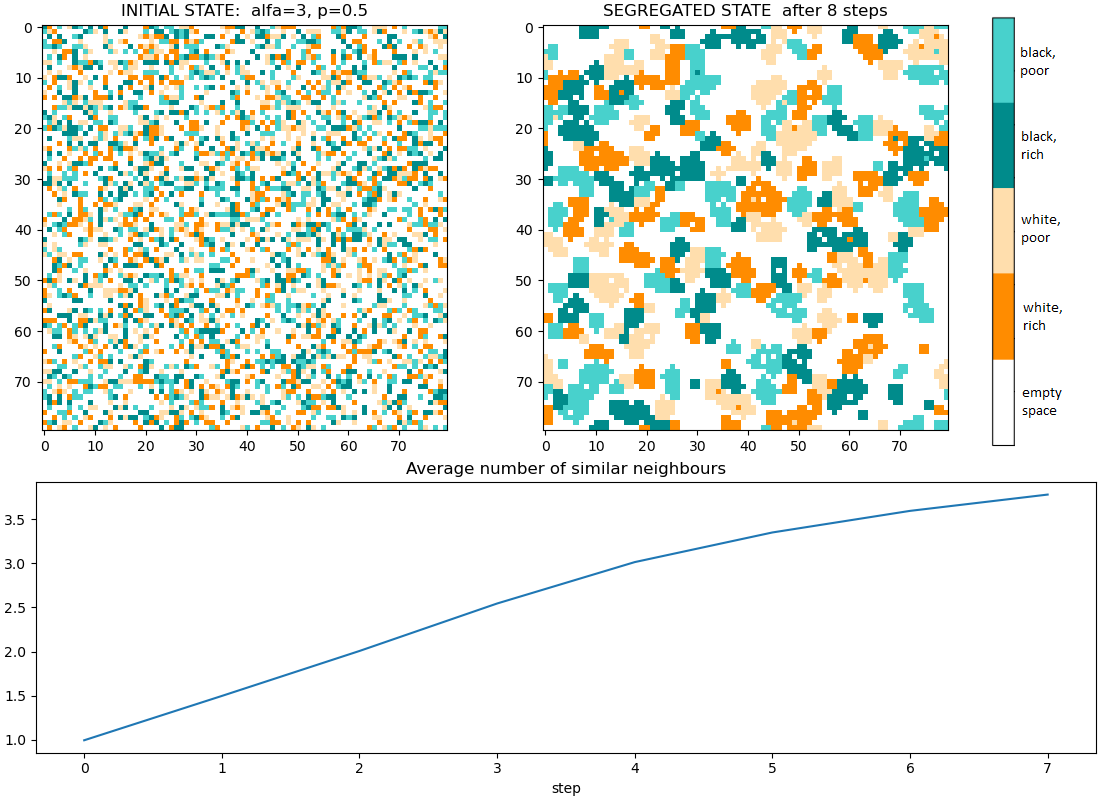 INITIAL STATE:  alfa=3, p=0.5
0
10
20
30
40
50
60
70
0 10 20 30 40 50 60 70
SEGREGATED STATE  after 8 steps
0
10
20
30
40
50
60
70
0 10 20 30 40 50 60 70
black,
poor
black,
rich
white,
poor
white,
rich
empty
space
Average number of similar neighbours
3.5
3.0
2.5
2.0
1.5
1.0
0 1 2 3 4 5 6 7
step